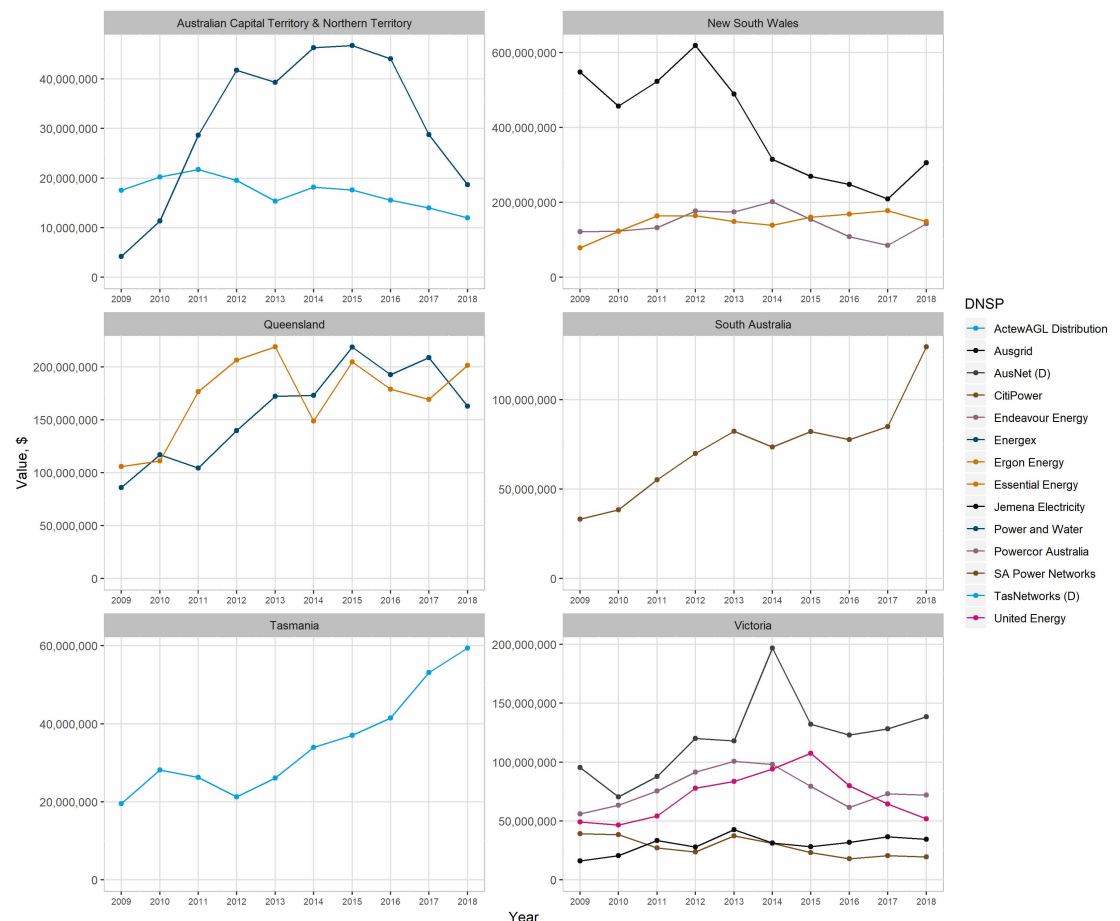 Australian Capital Territory & Northern Territory
New South Wales
40,000,000
30,000,000
20,000,000
10,000,000
0
2009 2010 2011 2012 2013 2014 2015 2016 2017 2018
600,000,000
400,000,000
200,000,000
0
2009 2010 2011 2012 2013 2014 2015 2016 2017 2018
Queensland
South Australia
Value, $
200,000,000
150,000,000
100,000,000
50,000,000
0
2009 2010 2011 2012 2013 2014 2015 2016 2017 2018
100,000,000
50,000,000
0
2009 2010 2011 2012 2013 2014 2015 2016 2017 2018
Tasmania
Victoria
60,000,000
40,000,000
20,000,000
0
2009 2010 2011 2012 2013 2014 2015 2016 2017 2018
200,000,000
150,000,000
100,000,000
50,000,000
0
2009 2010 2011 2012 2013 2014 2015 2016 2017 2018
Year
DNSP
ActewAGL Distribution
Ausgrid
AusNet (D)
CitiPower
Endeavour Energy
Energex
Ergon Energy
Essential Energy
Jemena Electricity
Power and Water
Powercor Australia
SA Power Networks
TasNetworks (D)
United Energy